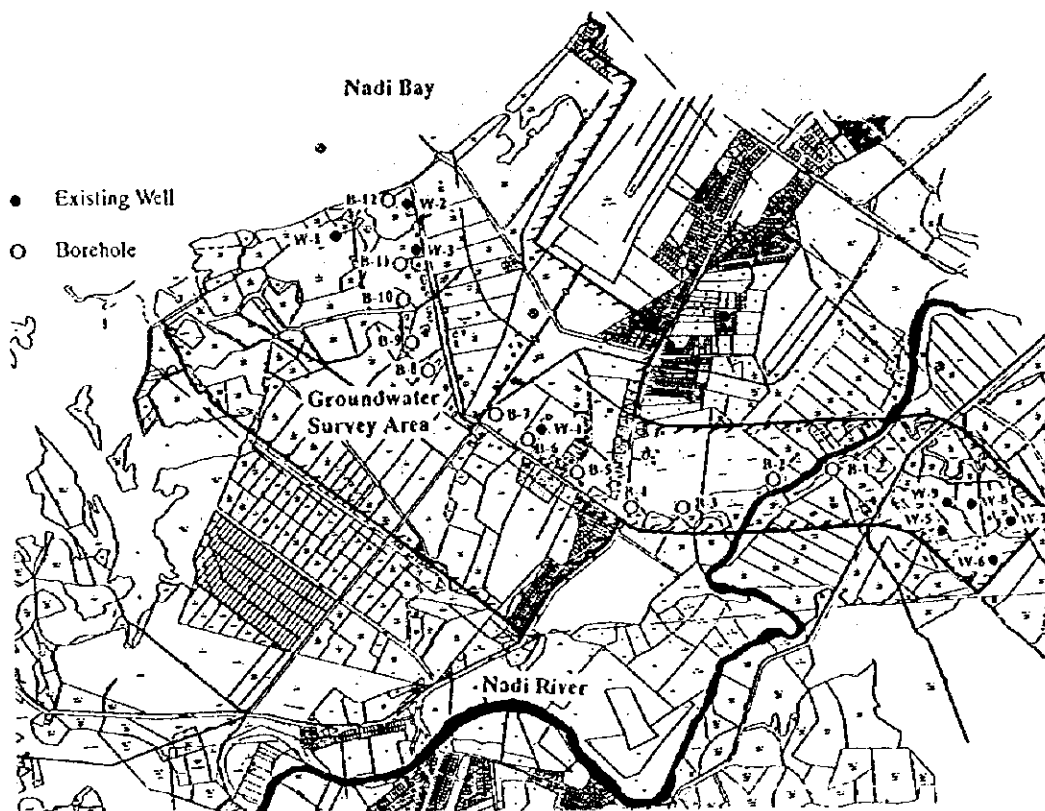 Nadi Bay
Existing Well
Borehole
B-12
W-2
W-1
W-3
B-11
B-10
B-9
B-8
Groundwater
Survey Area
B-7
W-4
B-6
B-5
B-4
B-3
B-2
B-1
W-9
W-8
W-5
W-7
W-6
Nadi River